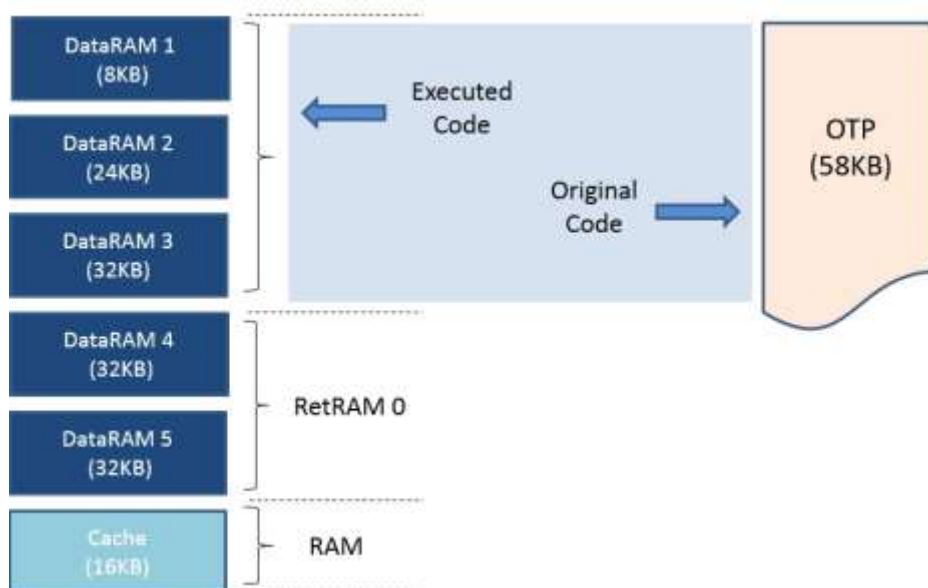 DataRAM 1
(8KB)
DataRAM 2
(24KB)
DataRAM 3
(32KB)
DataRAM 4
(32KB)
DataRAM 5
(32KB)
Cache
(16KB)
Executed
Code
Original
Code
OTP
(58KB)
RetRAM 0
RAM